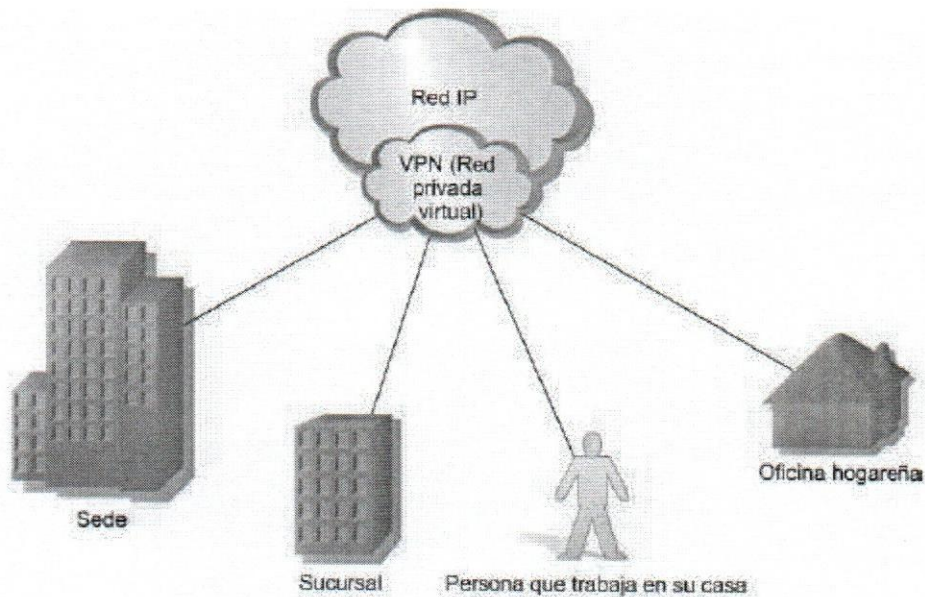 Red IP
VPN (Red
privada
virtual)
Sede
Sucursal
Persona que trabaja en su casa
Oficina hogareña